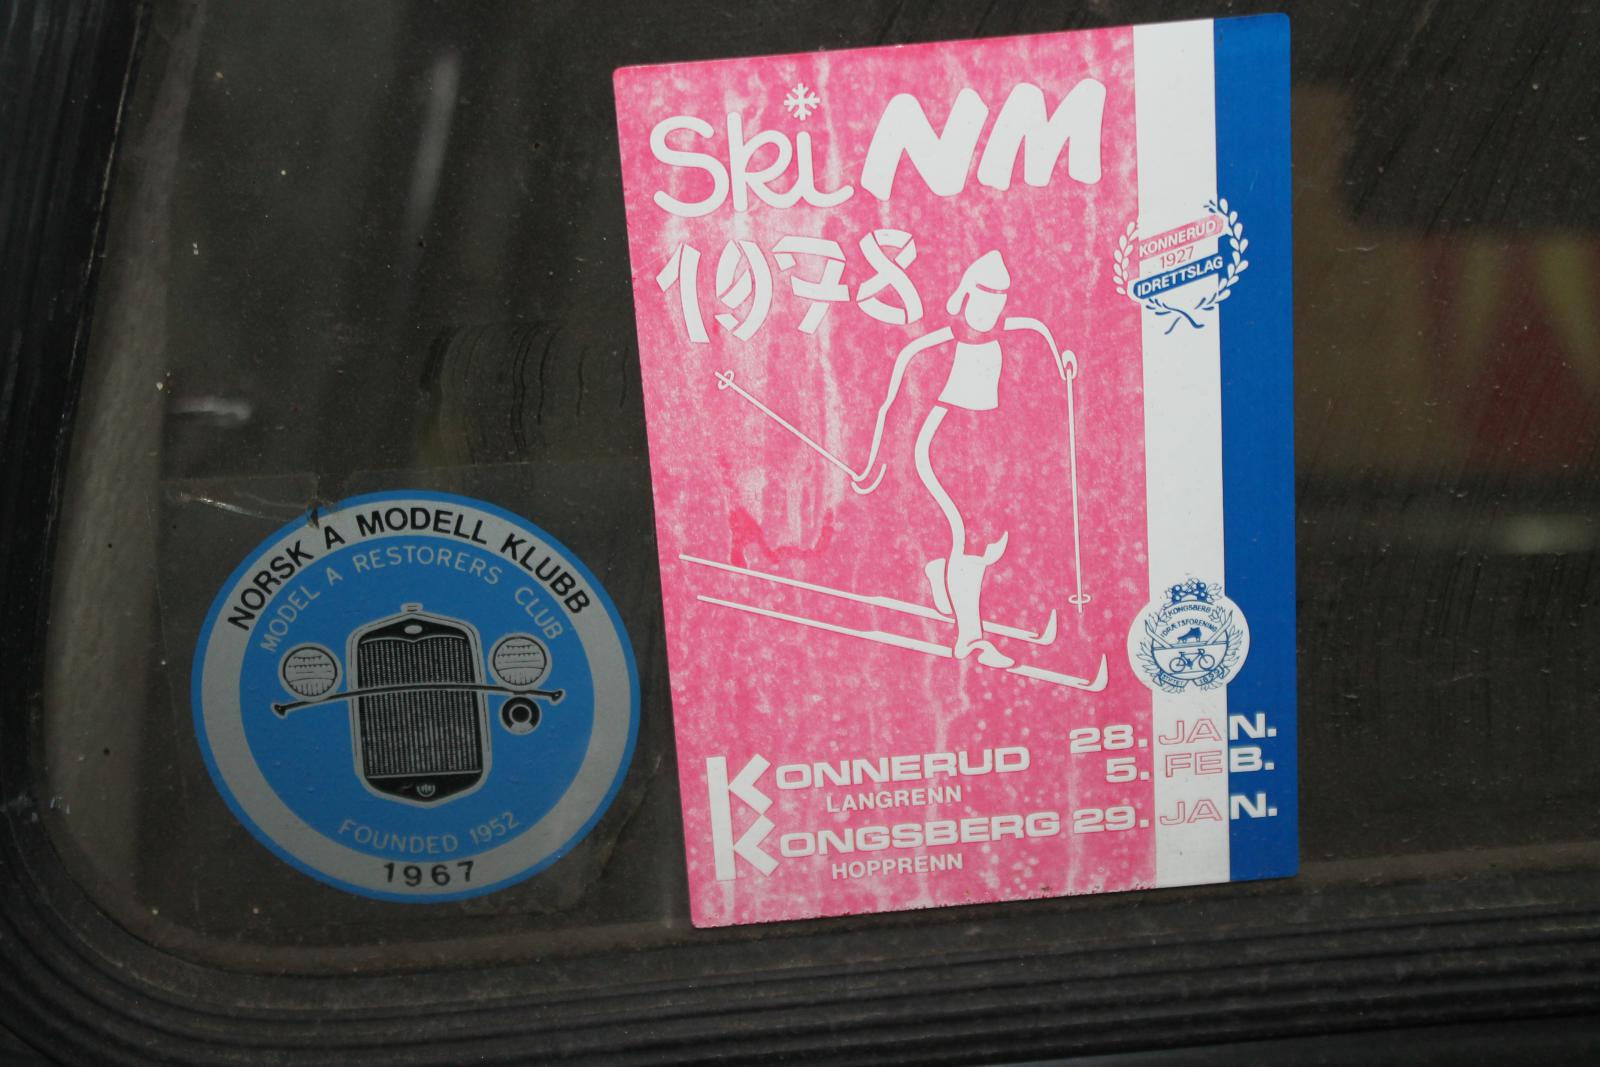 NORSK A MODELL KLUBB
MODEL A RESTORERS CLUB
FOUNDED 1952
1967
Ski NM
1978
KONNERUD
1927
IDRETTSLAG
KONGSBERG
IDRÆTSFORENING
KONNERUD 28. JAN.
LANGRENN 5. FEB.
KONGSBERG 29. JAN.
HOPPRENN